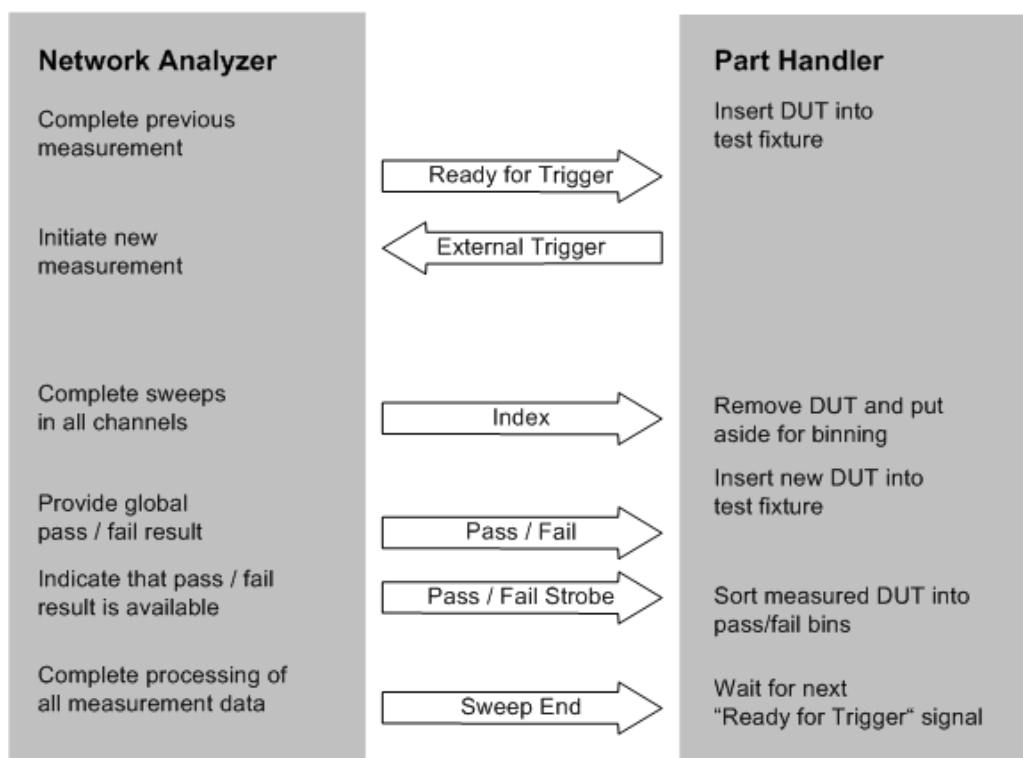 Network Analyzer
Part Handler
Complete previous
measurement
Insert DUT into
test fixture
Ready for Trigger
Initiate new
measurement
External Trigger
Complete sweeps
in all channels
Index
Remove DUT and put
aside for binning
Insert new DUT into
test fixture
Provide global
pass / fail result
Pass / Fail
Indicate that pass / fail
result is available
Pass / Fail Strobe
Sort measured DUT into
pass/fail bins
Complete processing of
all measurement data
Sweep End
Wait for next
"Ready for Trigger“ signal